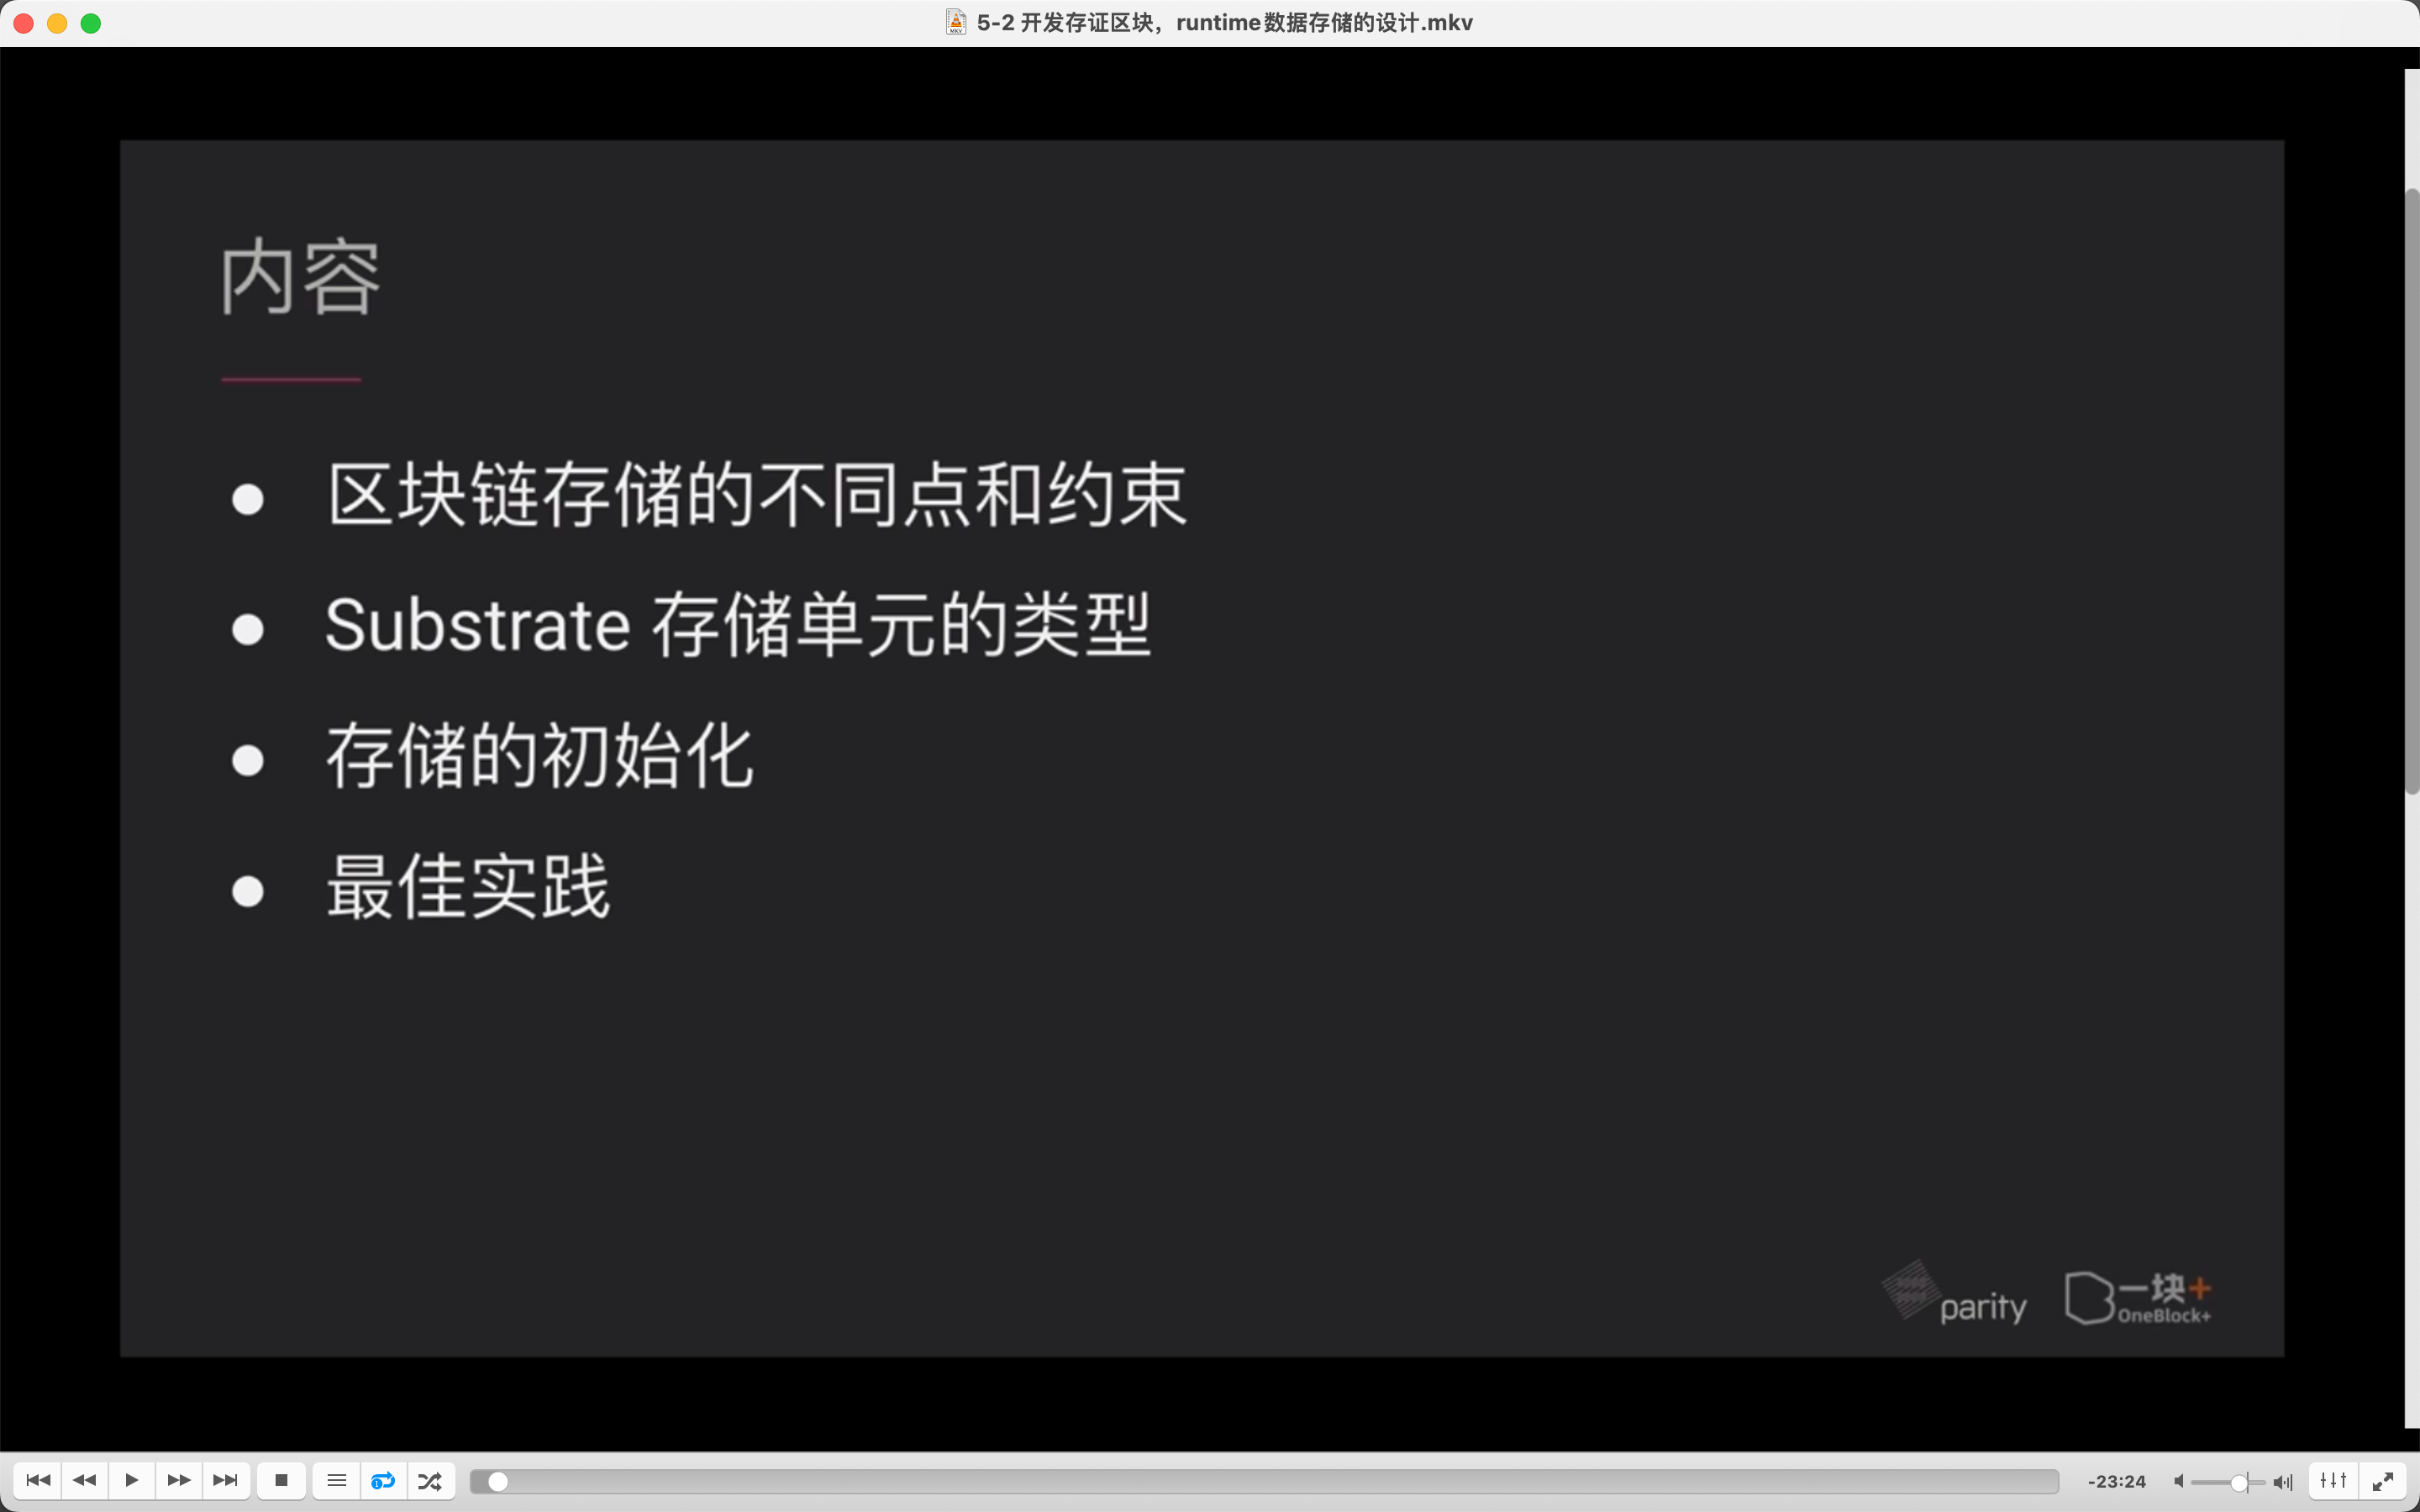 5-2 开发存证区块，runtime数据存储的设计.mkv
内容
区块链存储的不同点和约束
Substrate 存储单元的类型
存储的初始化
最佳实践
parity
一块+
OneBlock+
-23:24